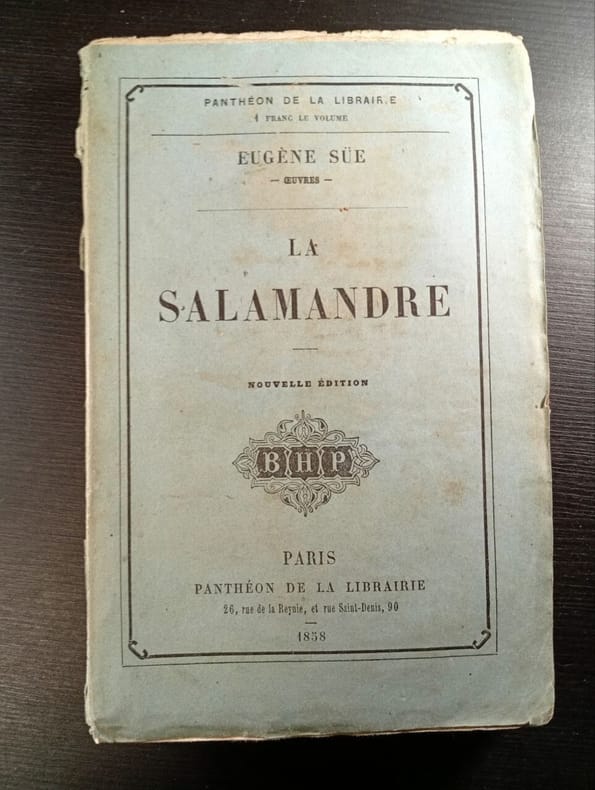 PANTHÉON DE LA LIBRAIRIE
1 FRANC LE VOLUME
EUGÈNE SÜE
— ŒUVRES —
LA
SALAMANDRE
NOUVELLE ÉDITION
BHP
PARIS
PANTHÉON DE LA LIBRAIRIE
26, rue de la Reynie, et rue Saint-Denis, 90
1858